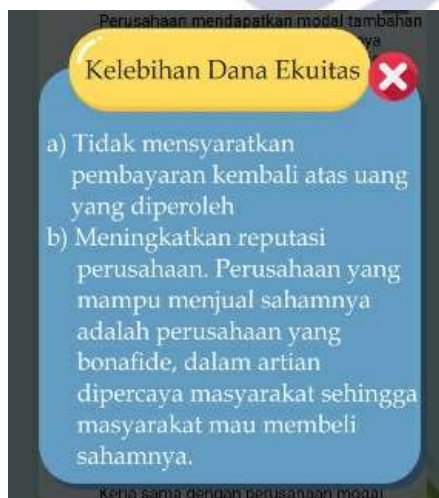 Perusahaan mendapatkan modal tambahan
Kelebihan Dana Ekuitas
a) Tidak mensyaratkan
pembayaran kembali atas uang
yang diperoleh
b) Meningkatkan reputasi
perusahaan. Perusahaan yang
mampu menjual sahamnya
adalah perusahaan yang
bonafide, dalam artian
dipercaya masyarakat sehingga
masyarakat mau membeli
sahamnya.
Kerja sama dengan perusahaan modal